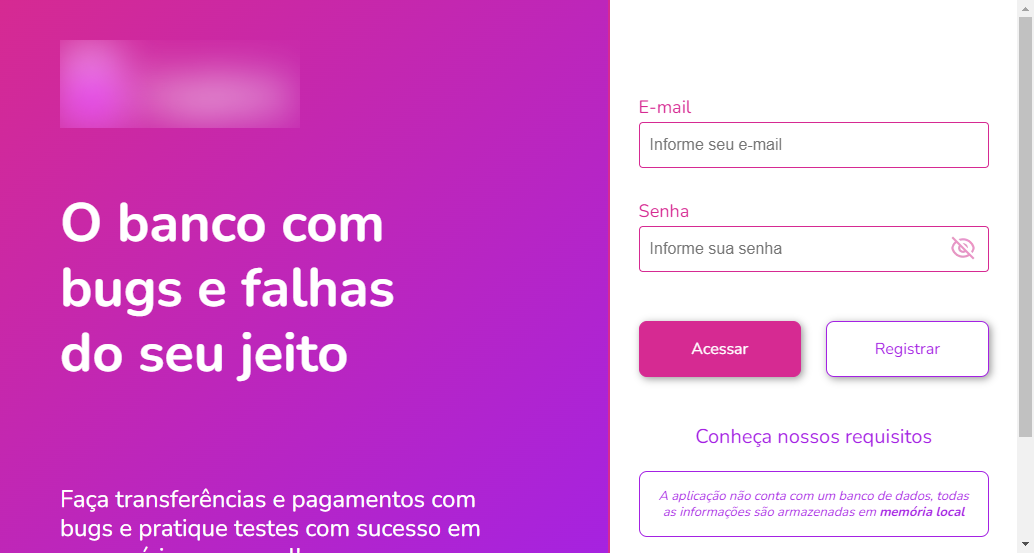 O banco com
bugs e falhas
do seu jeito
Faça transferências e pagamentos com
bugs e pratique testes com sucesso em
E-mail
Informe seu e-mail
Senha
Informe sua senha
Acessar
Registrar
Conheça nossos requisitos
A aplicação não conta com um banco de dados, todas
as informações são armazenadas em memória local